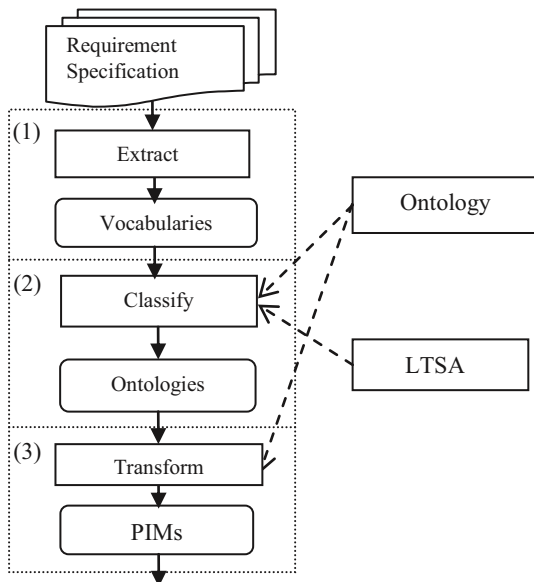 Requirement
Specification
(1)
Extract
Vocabularies
Ontology
(2)
Classify
LTSA
Ontologies
(3)
Transform
PIMs